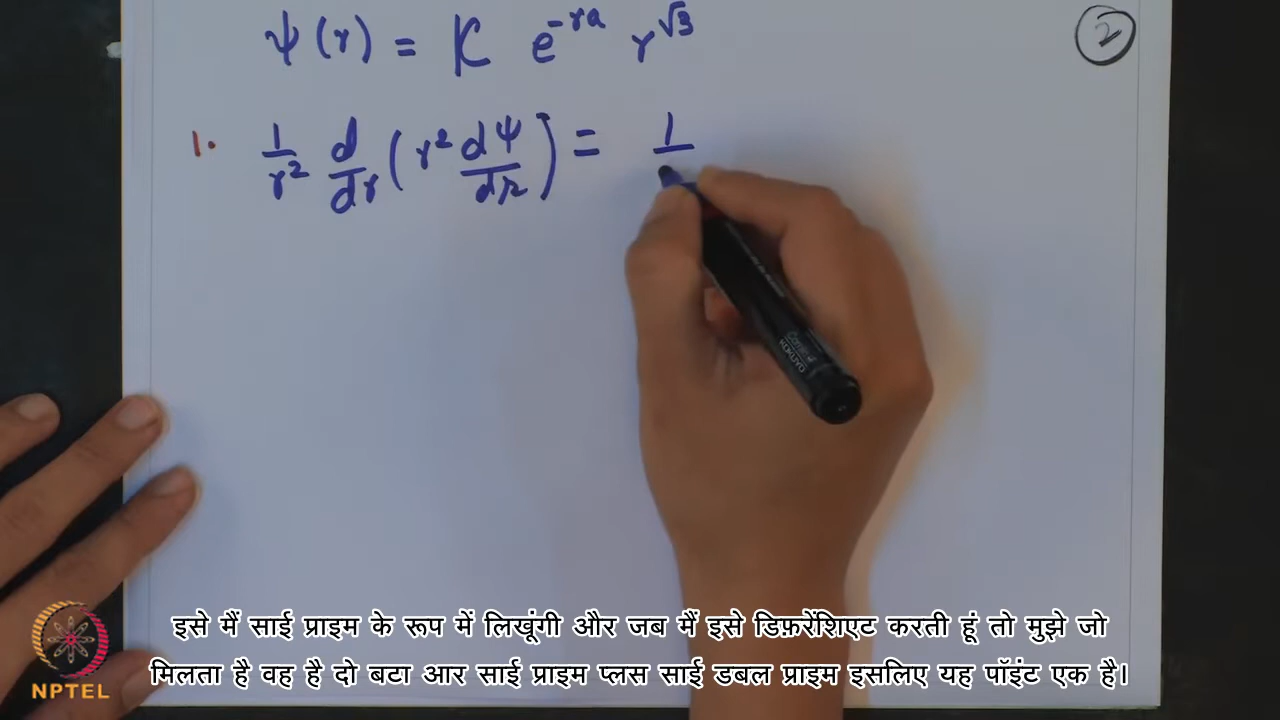 ψ(r) = K e^{-ra} r^{√3}
2
1. 1/r² d/dr (r² dψ/dr) = 1
इसे मैं साई प्राइम के रूप में लिखूंगी और जब मैं इसे डिफ़रेंशिएट करती हूं तो मुझे जो
मिलता है वह है दो बटा आर साई प्राइम प्लस साई डबल प्राइम इसलिए यह पॉइंट एक है।
NPTEL